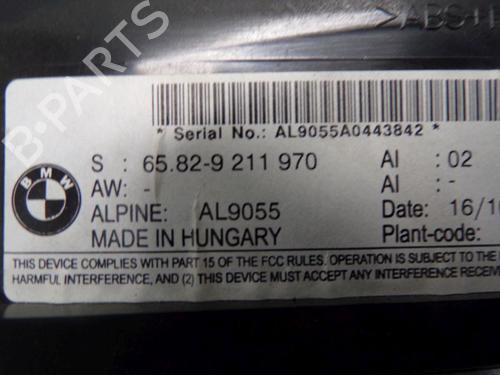 >ABS+
* Serial No.: AL9055A0443842 *
BMW
S : 65.82-9 211 970 AI : 02
AW: - AI : -
ALPINE: AL9055 Date: 16/10
MADE IN HUNGARY Plant-code:
THIS DEVICE COMPLIES WITH PART 15 OF THE FCC RULES. OPERATION IS SUBJECT TO THE
HARMFUL INTERFERENCE, AND (2) THIS DEVICE MUST ACCEPT ANY INTERFERENCE RECEIVED
B-PARTS